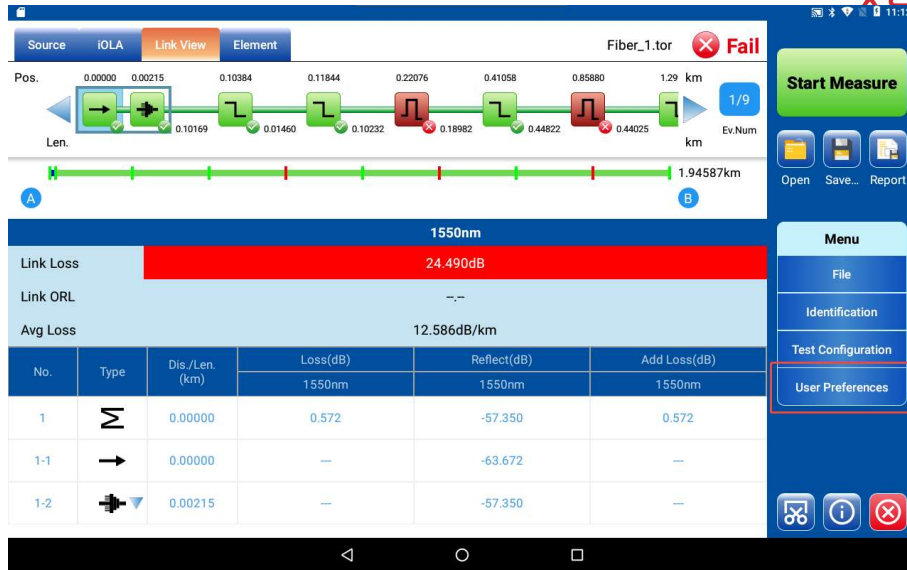 11:1
Source iOLA Link View Element Fiber_1.tor Fail
Pos. 0.00000 0.00215 0.10384 0.11844 0.22076 0.41058 0.85880 1.29 km
1/9
0.10169 0.01460 0.10232 0.18982 0.44822 0.44025 Ev.Num
Len. km
1.94587km
A B
1550nm
Link Loss 24.490dB
Link ORL --.--
Avg Loss 12.586dB/km
No. Type Dis./Len. (km) Loss(dB) Reflect(dB) Add Loss(dB)
1550nm 1550nm 1550nm
1 0.00000 0.572 -57.350 0.572
1-1 0.00000 --- -63.672 ---
1-2 0.00215 --- -57.350 ---
Start Measure
Open Save... Report
Menu
File
Identification
Test Configuration
User Preferences